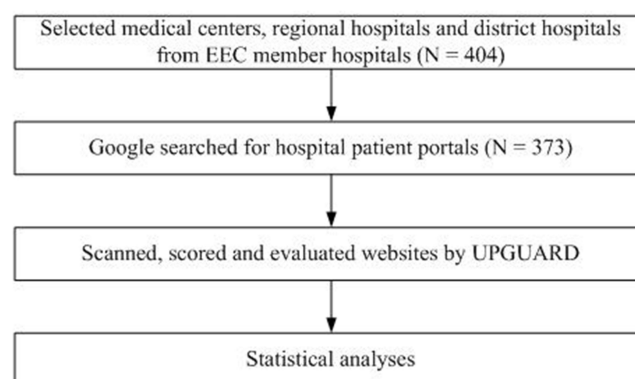 Selected medical centers, regional hospitals and district hospitals
from EEC member hospitals (N = 404)
Google searched for hospital patient portals (N = 373)
Scanned, scored and evaluated websites by UPGUARD
Statistical analyses